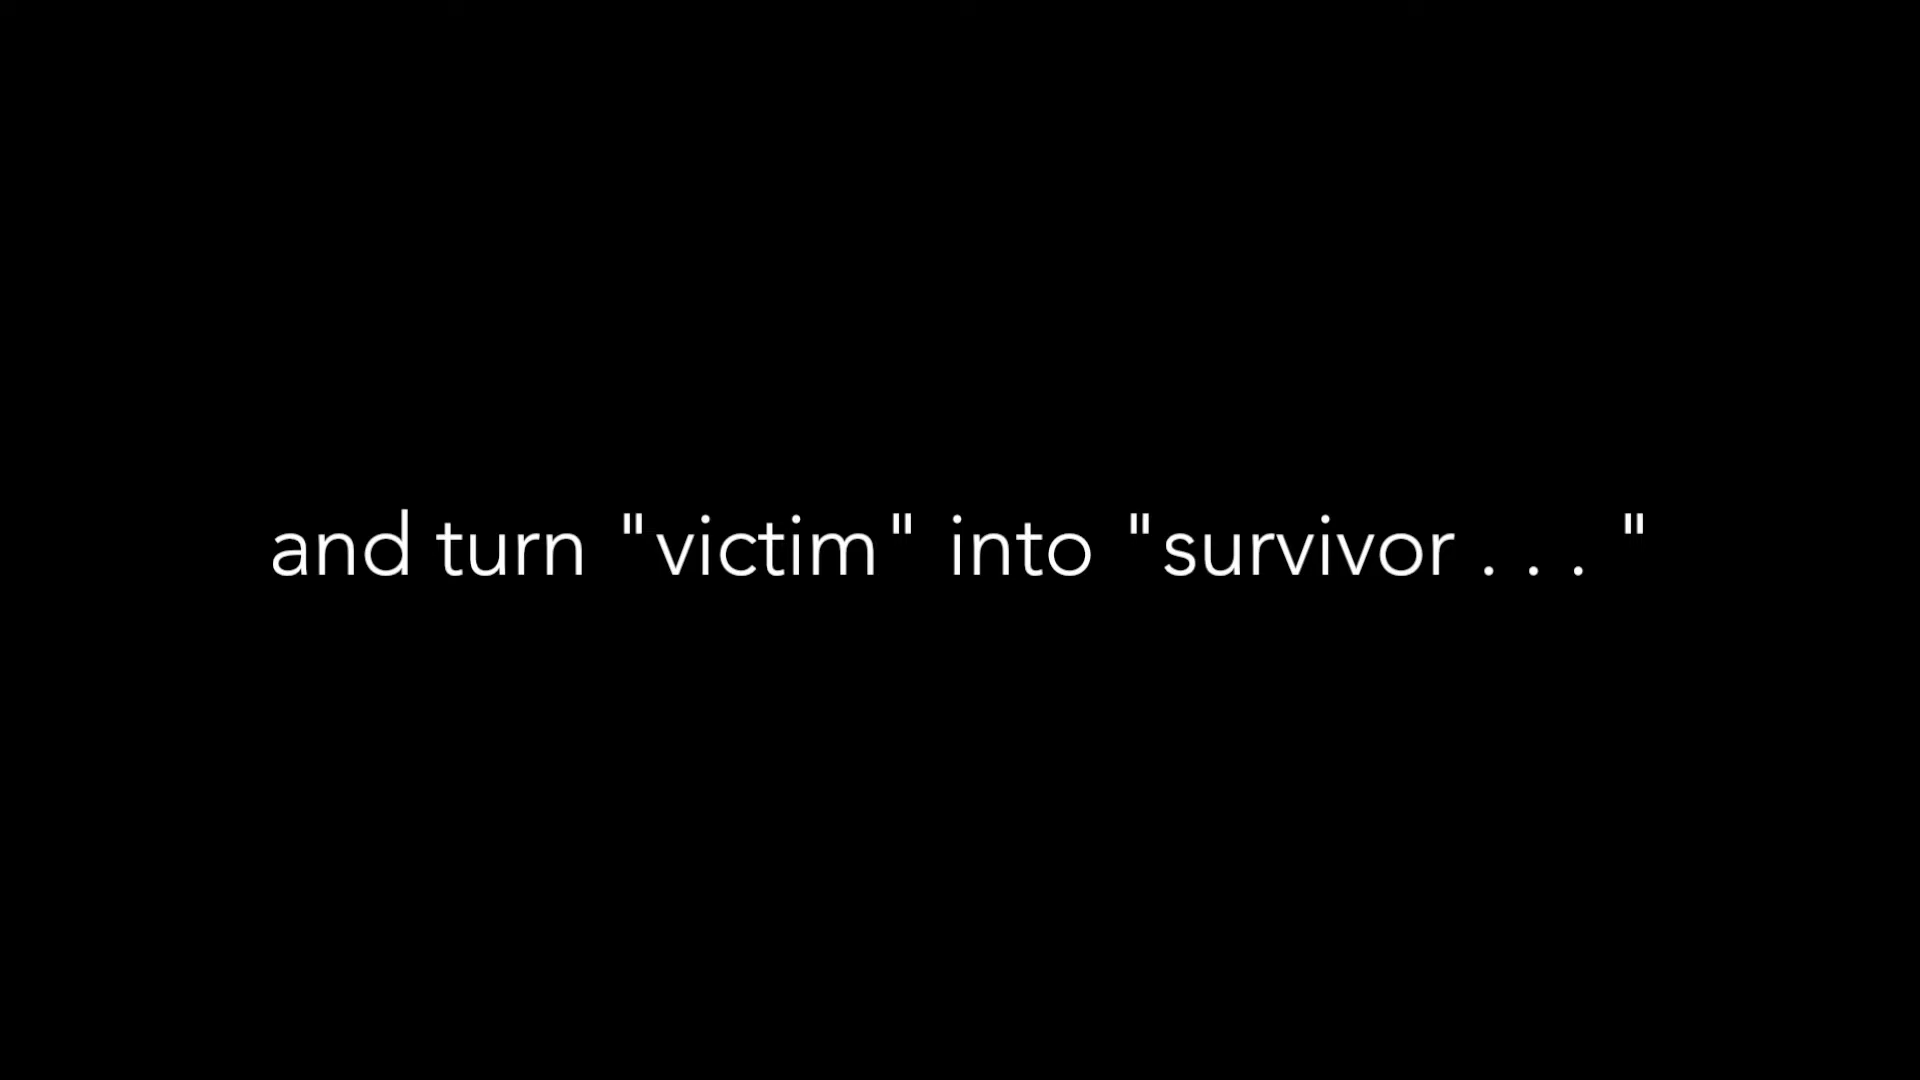 and turn "victim" into "survivor . . . "